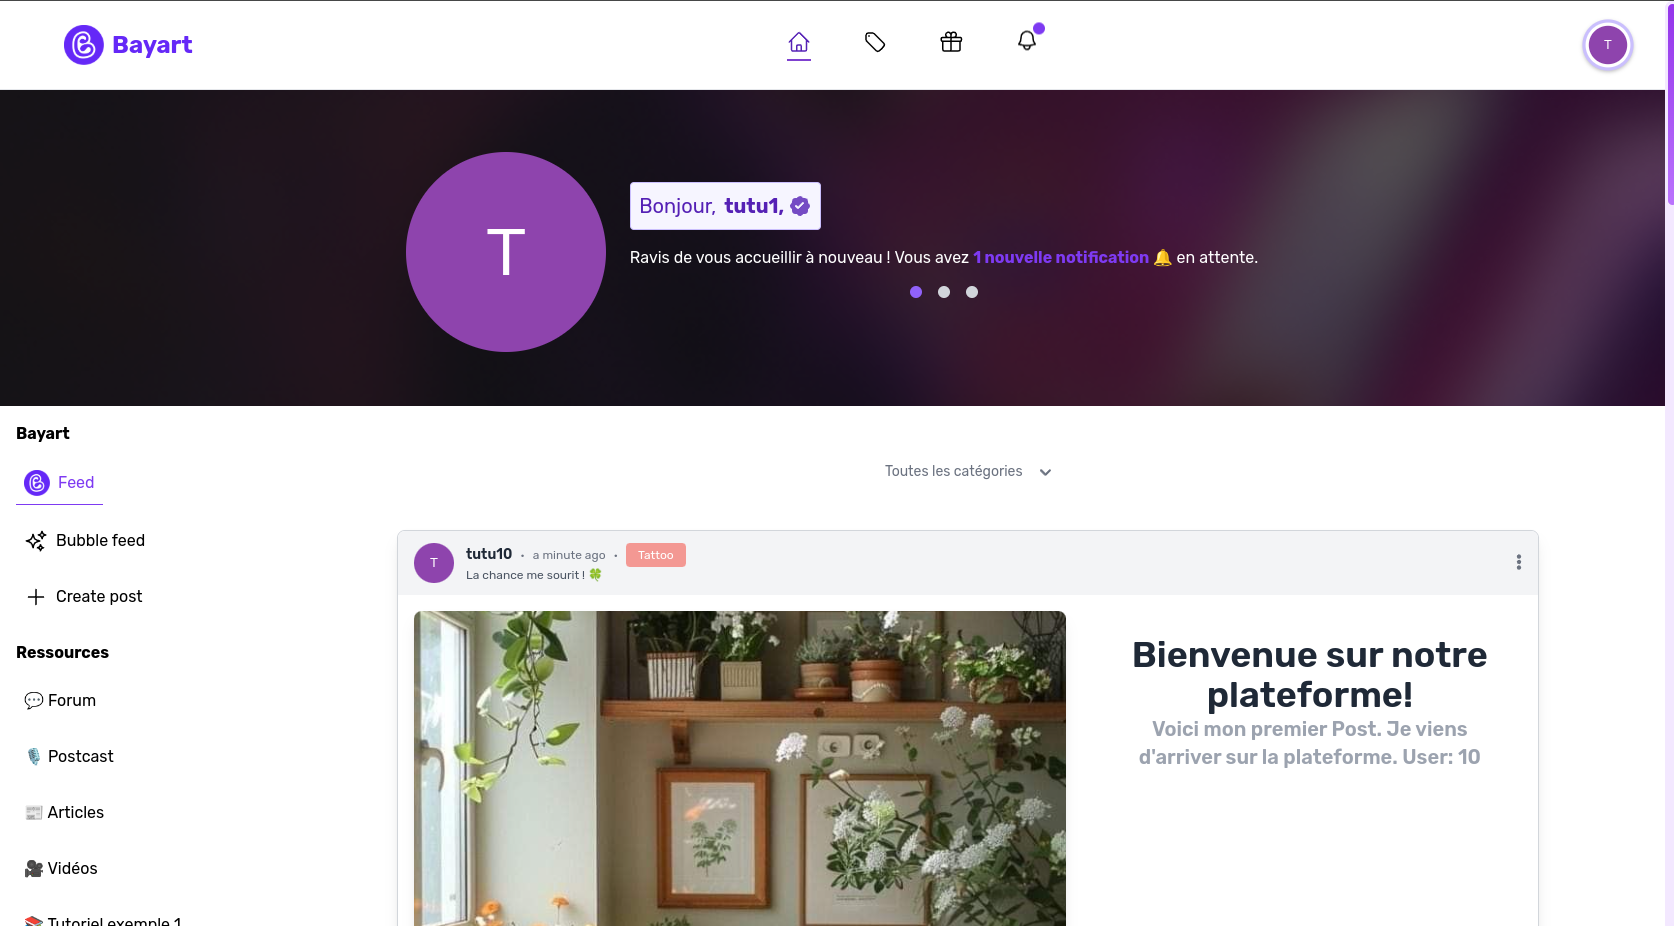 Bayart
T
T
Bonjour, tutu1,
Ravis de vous accueillir à nouveau ! Vous avez 1 nouvelle notification 🔔 en attente.
Bayart
Feed
Bubble feed
Create post
Ressources
💬 Forum
🎙️ Postcast
📰 Articles
🎥 Vidéos
📚 Tutoriel exemple 1
Toutes les catégories
T
tutu10 · a minute ago · Tattoo
La chance me sourit ! 🍀
Bienvenue sur notre
plateforme!
Voici mon premier Post. Je viens
d'arriver sur la plateforme. User: 10